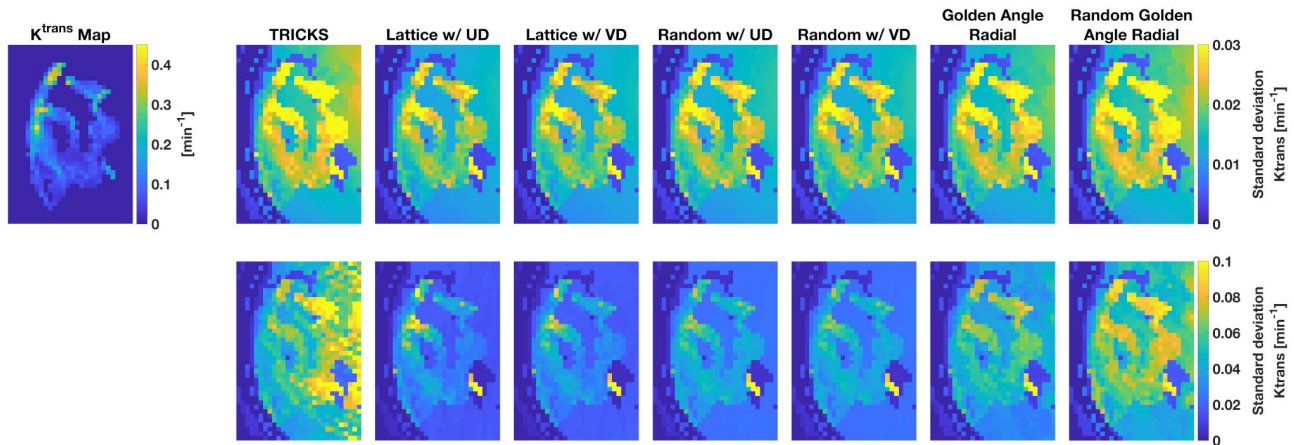 K^trans Map
TRICKS
Lattice w/ UD
Lattice w/ VD
Random w/ UD
Random w/ VD
Golden Angle
Radial
Random Golden
Angle Radial
0.4
0.3
0.2
0.1
0
[min⁻¹]
0.03
0.02
0.01
0
Standard deviation
Ktrans [min⁻¹]
0.1
0.08
0.06
0.04
0.02
0
Standard deviation
Ktrans [min⁻¹]